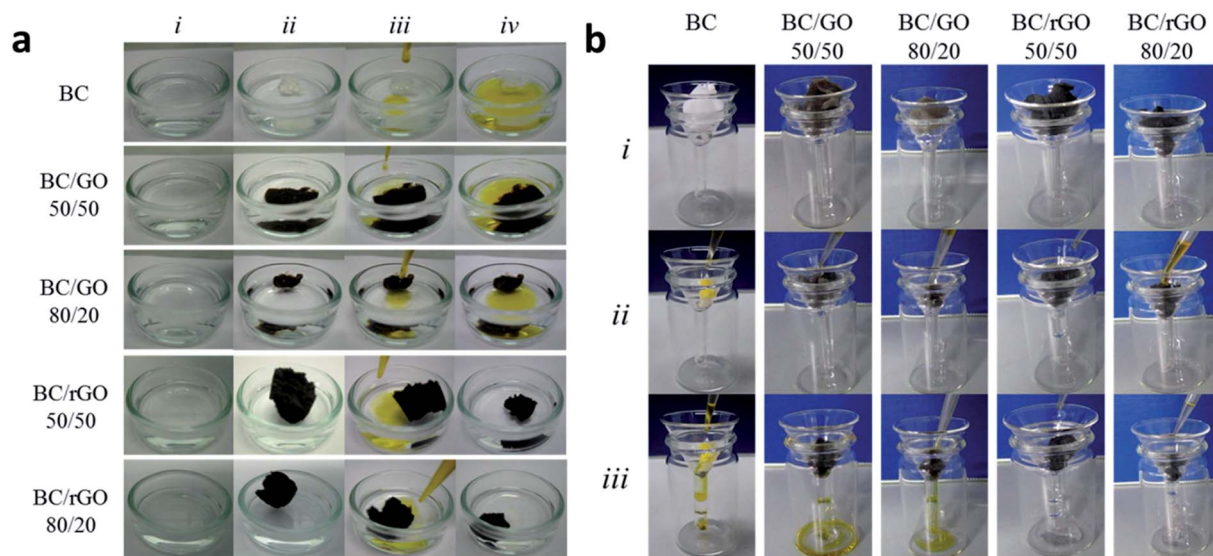 a
i ii iii iv
BC
BC/GO
50/50
BC/GO
80/20
BC/rGO
50/50
BC/rGO
80/20
b
BC BC/GO BC/GO BC/rGO BC/rGO
50/50 80/20 50/50 80/20
i
ii
iii